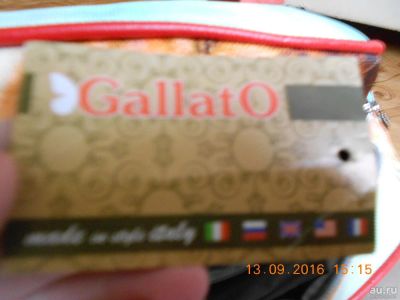 GallatO
made in style italy
13.09.2016 15:15
au.ru